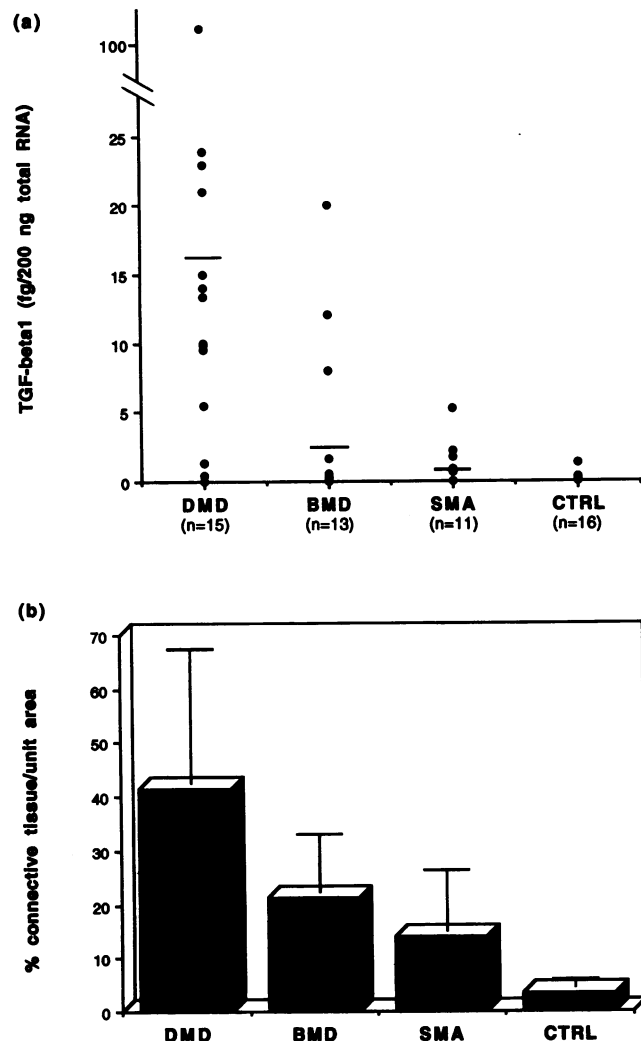 (a)
TGF-beta1 (fg/200 ng total RNA)
100
25
20
15
10
5
0
DMD BMD SMA CTRL
(n=15) (n=13) (n=11) (n=16)
(b)
% connective tissue/unit area
70
60
50
40
30
20
10
0
DMD BMD SMA CTRL